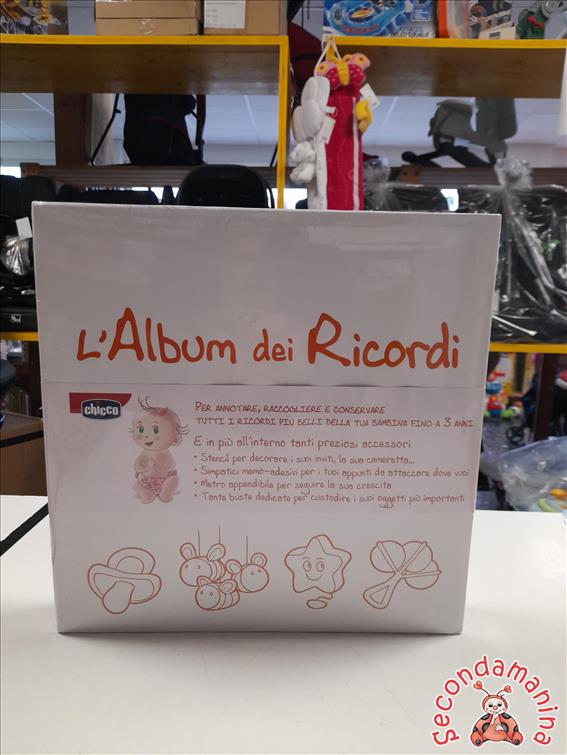 L'Album dei Ricordi
chicco
Per annotare, raccogliere e conservare
tutti i ricordi piu belli della tua bambina fino a 3 anni
E in più all'interno tanti preziosi accessori
• Stencil per decorare i suoi inviti, la sua cameretta...
• Simpatici memo-adesivi per i tuoi appunti da attaccare dove vuoi
• Metro appendibile per seguire la sua crescita
• Tante buste dedicate per custodire i suoi oggetti più importanti
Secondamanina